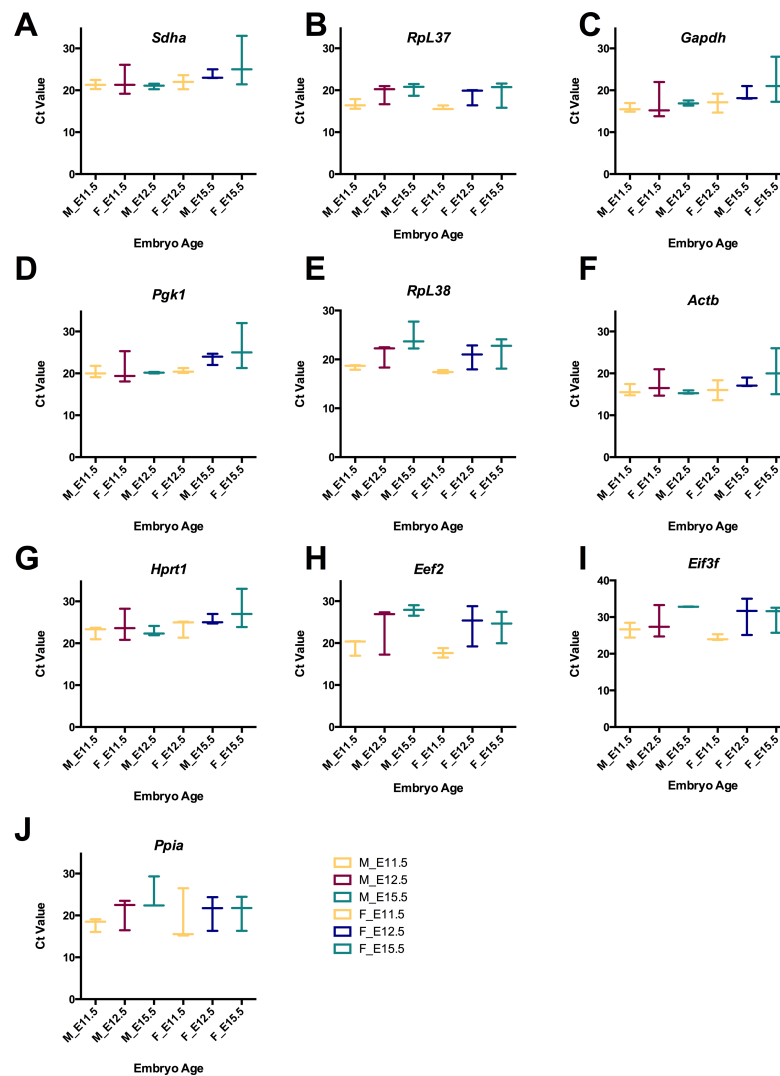 A
Sdha
Ct Value
30
20
10
0
M_E11.5
F_E11.5
M_E12.5
F_E12.5
M_E15.5
F_E15.5
Embryo Age
B
RpL37
Ct Value
30
20
10
0
M_E11.5
M_E12.5
M_E15.5
F_E11.5
F_E12.5
F_E15.5
Embryo Age
C
Gapdh
Ct Value
30
20
10
0
M_E11.5
F_E11.5
M_E12.5
F_E12.5
M_E15.5
F_E15.5
Embryo Age
D
Pgk1
Ct Value
30
20
10
0
M_E11.5
F_E11.5
M_E12.5
F_E12.5
M_E15.5
F_E15.5
Embryo Age
E
RpL38
Ct Value
30
20
10
0
M_E11.5
M_E12.5
M_E15.5
F_E11.5
F_E12.5
F_E15.5
Embryo Age
F
Actb
Ct Value
30
20
10
0
M_E11.5
F_E11.5
M_E12.5
F_E12.5
M_E15.5
F_E15.5
Embryo Age
G
Hprt1
Ct Value
30
20
10
0
M_E11.5
F_E11.5
M_E12.5
F_E12.5
M_E15.5
F_E15.5
Embryo Age
H
Eef2
Ct Value
30
20
10
0
M_E11.5
M_E12.5
M_E15.5
F_E11.5
F_E12.5
F_E15.5
Embryo Age
I
Eif3f
Ct Value
40
30
20
10
0
M_E11.5
M_E12.5
M_E15.5
F_E11.5
F_E12.5
F_E15.5
Embryo Age
J
Ppia
Ct Value
30
20
10
0
M_E11.5
M_E12.5
M_E15.5
F_E11.5
F_E12.5
F_E15.5
Embryo Age
M_E11.5
M_E12.5
M_E15.5
F_E11.5
F_E12.5
F_E15.5